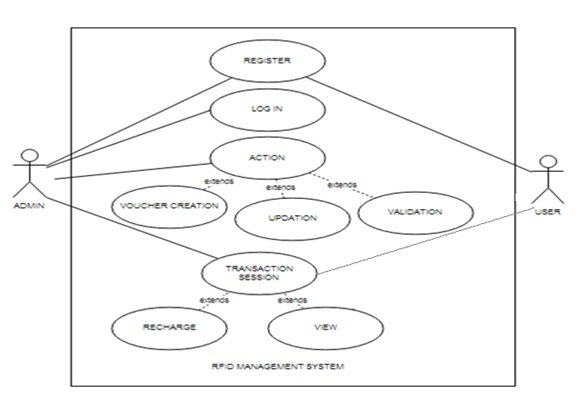 REGISTER
LOG IN
ACTION
extends
extends
extends
ADMIN
VOUCHER CREATION
UPDATION
VALIDATION
USER
TRANSACTION
SESSION
extends
extends
RECHARGE
VIEW
RFID MANAGEMENT SYSTEM